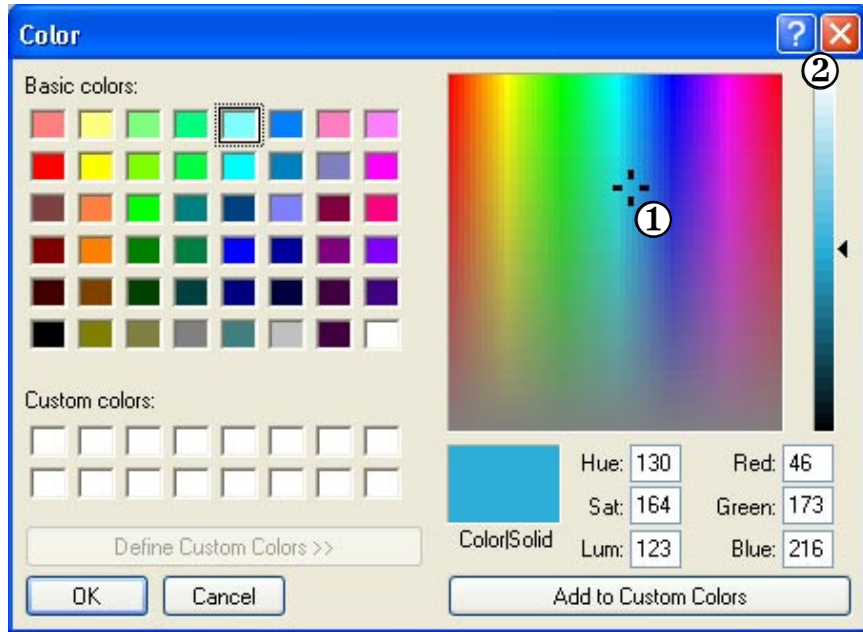 Color
?
②
Basic colors:
①
Custom colors:
Define Custom Colors >>
OK Cancel
Color|Solid
Hue: 130 Red: 46
Sat: 164 Green: 173
Lum: 123 Blue: 216
Add to Custom Colors